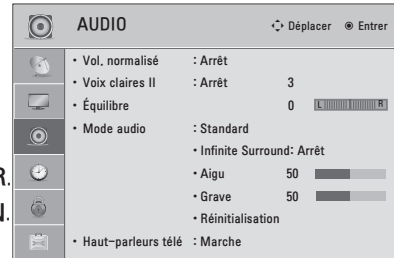 AUDIO Déplacer Entrer
• Vol. normalisé : Arrêt
• Voix claires II : Arrêt 3
• Équilibre 0 L R
• Mode audio : Standard
• Infinite Surround: Arrêt
R.
• Aigu 50
• Grave 50
N.
• Réinitialisation
• Haut-parleurs télé : Marche